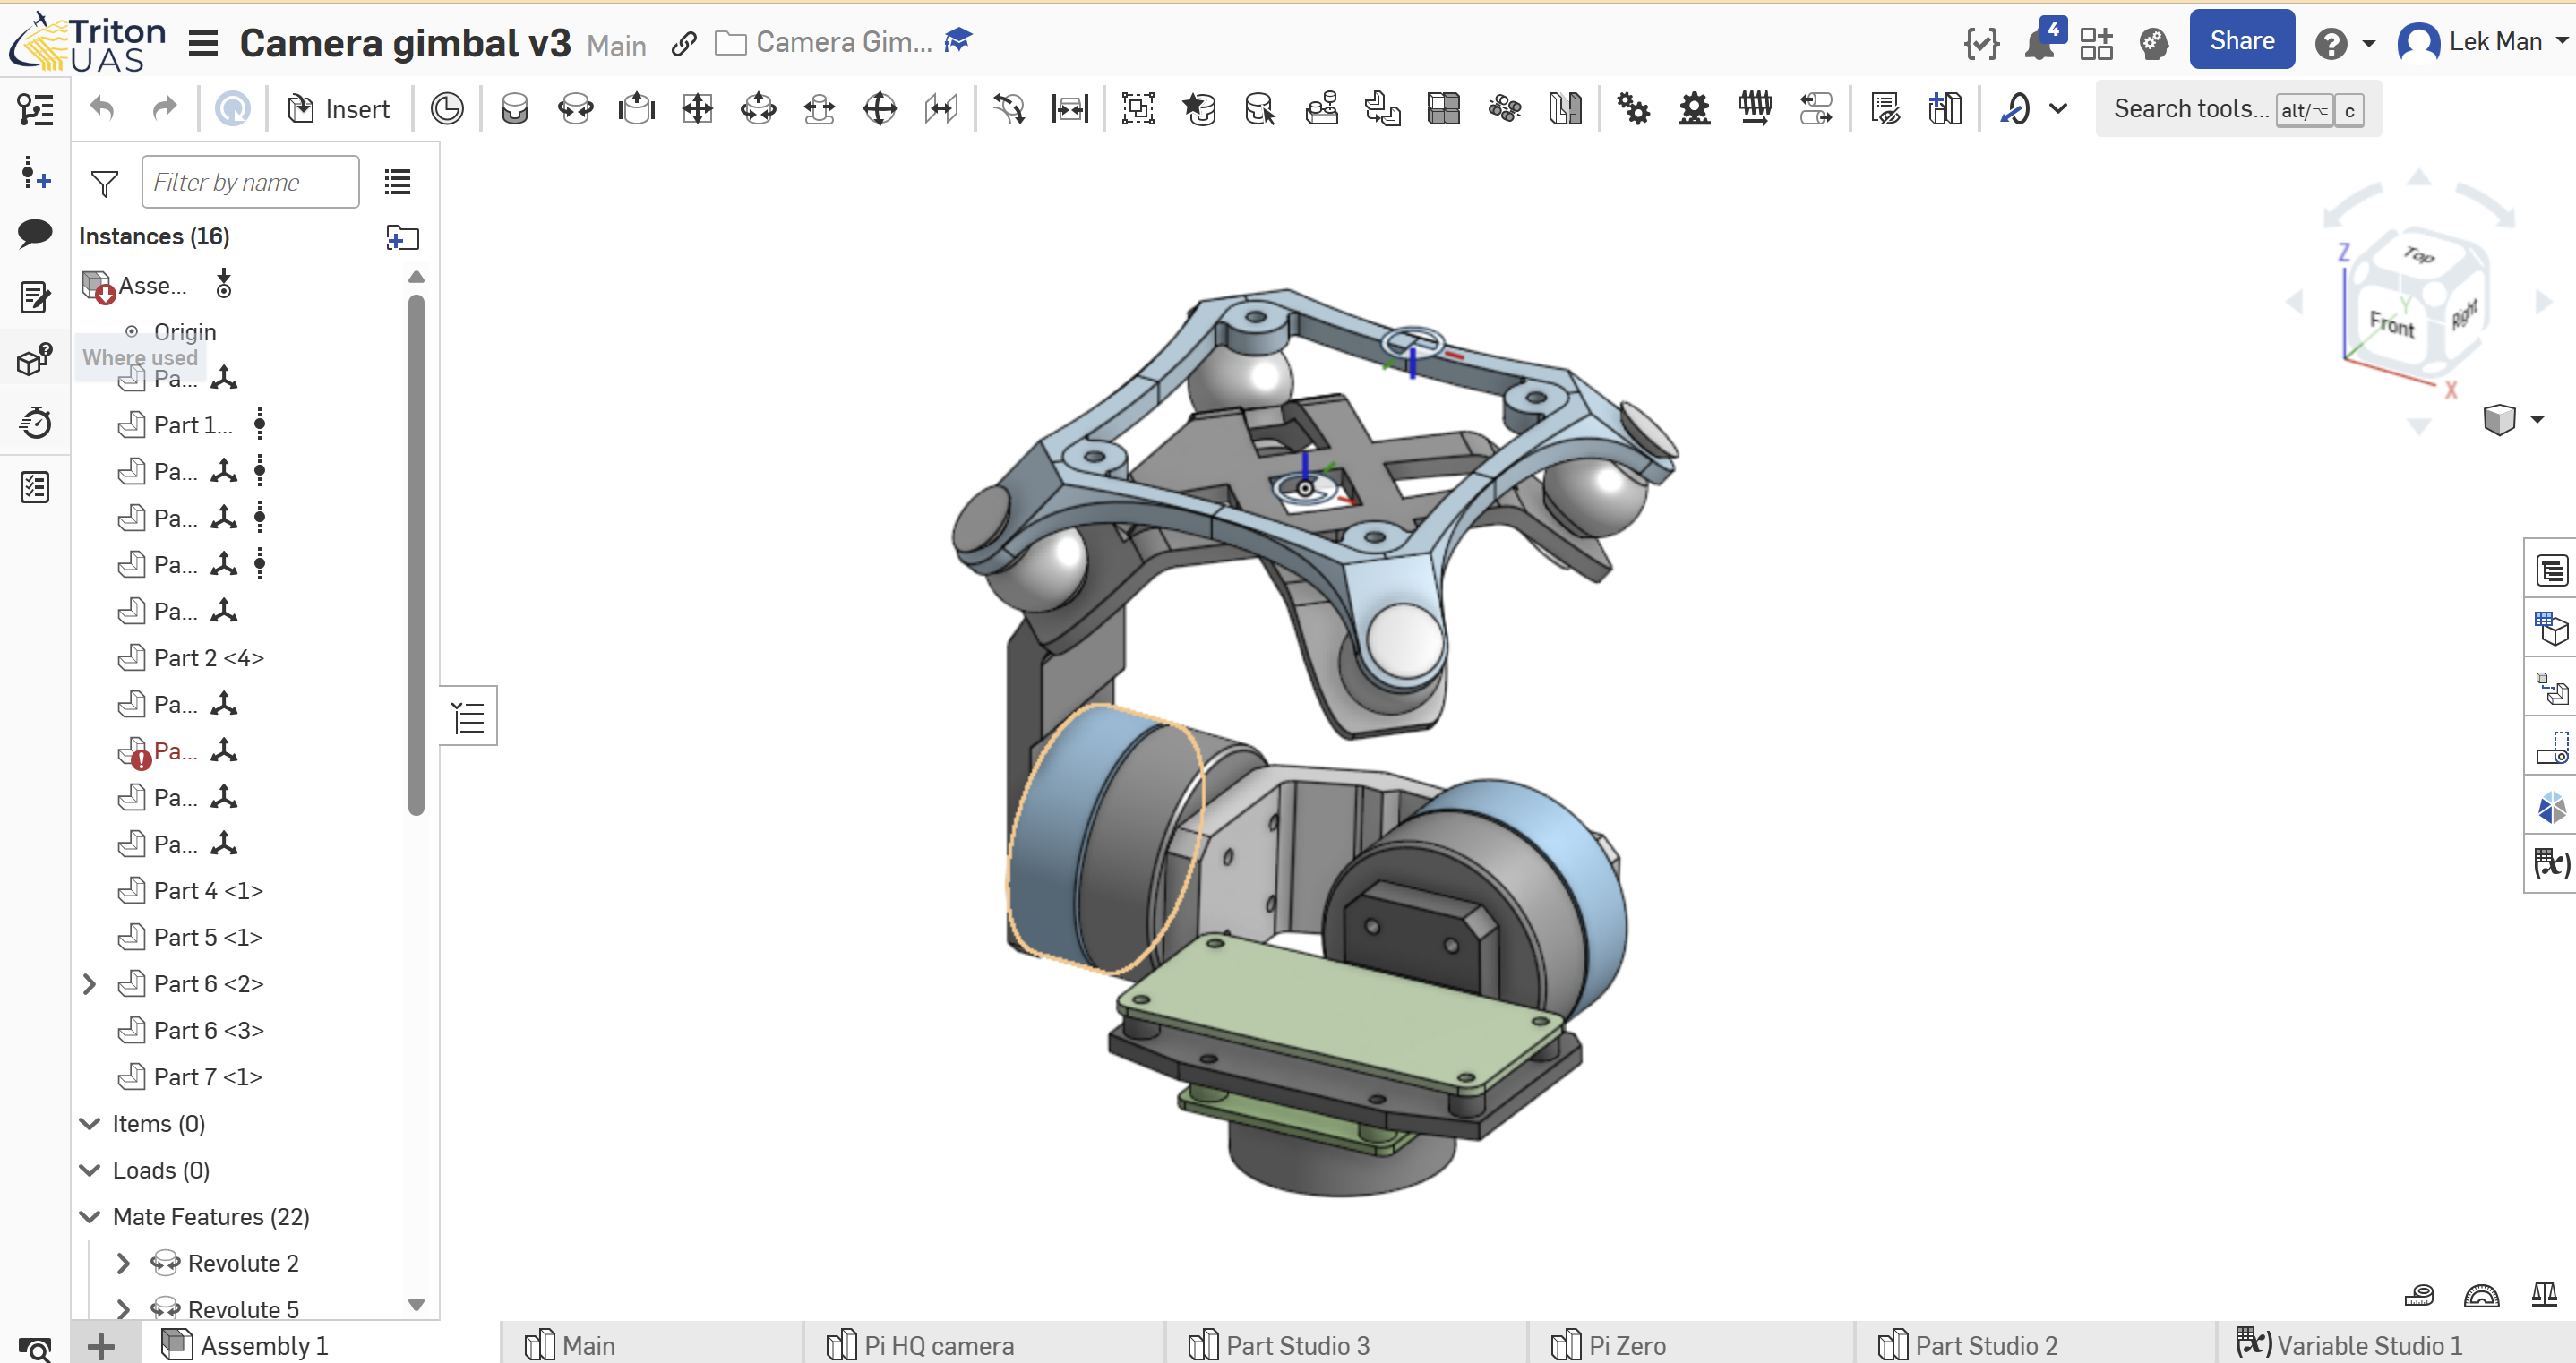 Triton
UAS
Camera gimbal v3 Main
Camera Gim...
4
Share
Lek Man
Insert
Search tools... alt/⌥ c
Filter by name
Instances (16)
Asse...
Origin
Where used
Pa...
Part 1...
Pa...
Pa...
Pa...
Pa...
Part 2 <4>
Pa...
Pa...
Pa...
Pa...
Part 4 <1>
Part 5 <1>
Part 6 <2>
Part 6 <3>
Part 7 <1>
Items (0)
Loads (0)
Mate Features (22)
Revolute 2
Revolute 5
Z
Top
Y
Front
Right
X
(x)
Assembly 1
Main
Pi HQ camera
Part Studio 3
Pi Zero
Part Studio 2
(x) Variable Studio 1